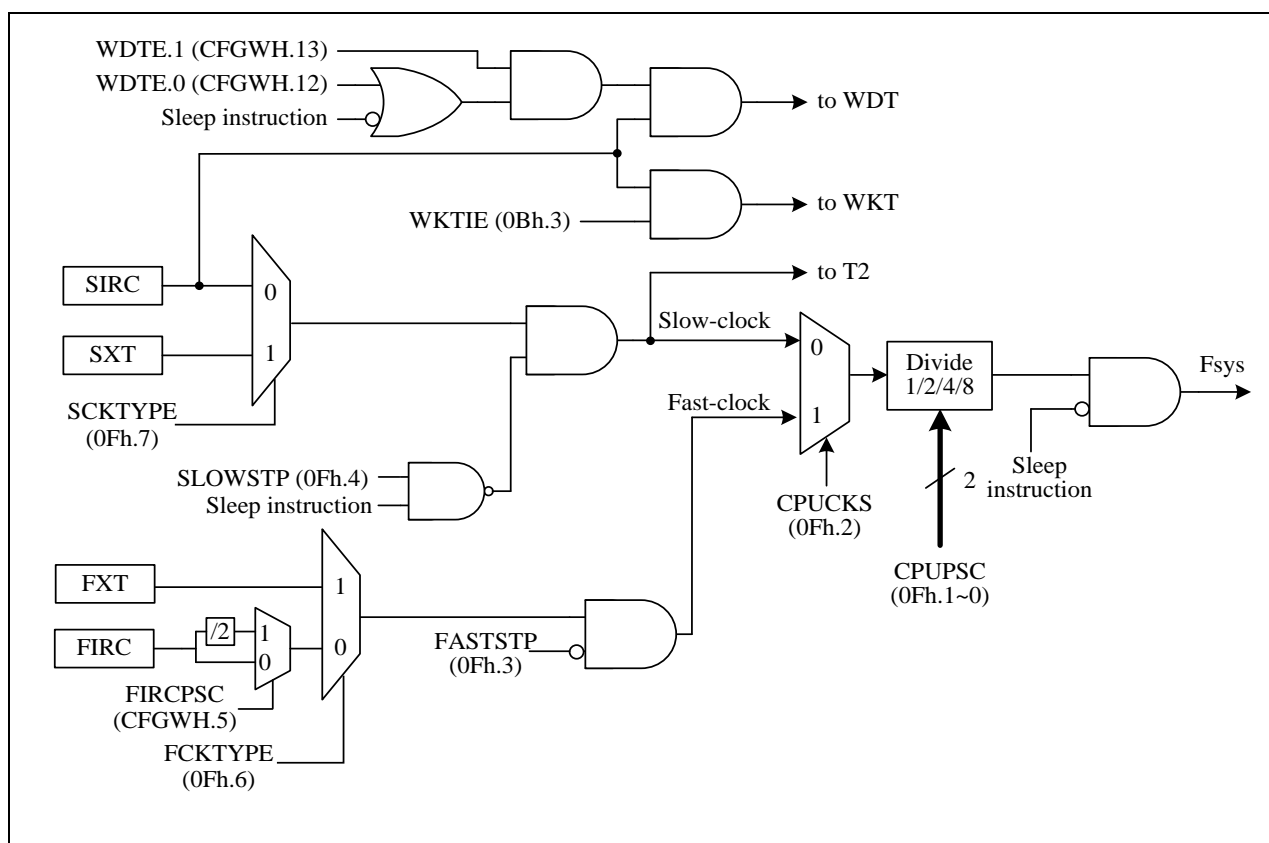 WDTE.1 (CFGWH.13)
WDTE.0 (CFGWH.12)
Sleep instruction
to WDT
WKTIE (0Bh.3)
to WKT
SIRC
0
to T2
SXT
1
Slow-clock
0
Divide
1/2/4/8
Fsys
SCKTYPE
(0Fh.7)
Fast-clock
1
SLOWSTP (0Fh.4)
Sleep instruction
CPUCKS
(0Fh.2)
2
Sleep
instruction
CPUPSC
(0Fh.1~0)
FXT
1
FIRC
/2
1
0
0
FASTSTP
(0Fh.3)
FIRCPSC
(CFGWH.5)
FCKTYPE
(0Fh.6)